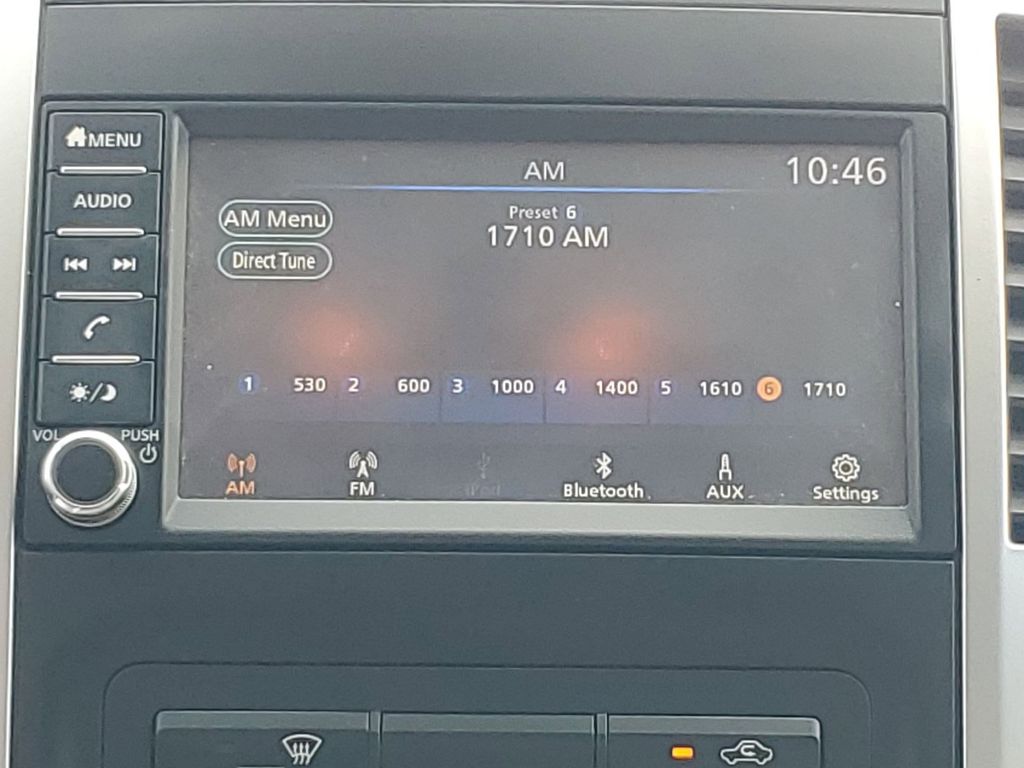 MENU
AUDIO
VOL
PUSH
AM
10:46
AM Menu
Direct Tune
Preset 6
1710 AM
1 530 2 600 3 1000 4 1400 5 1610 6 1710
AM FM iPod Bluetooth AUX Settings